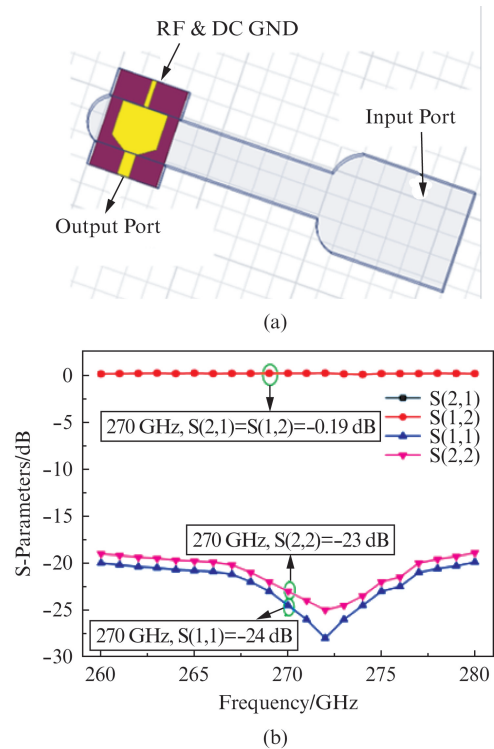 RF & DC GND
Input Port
Output Port
(a)
0
-5
-10
-15
-20
-25
-30
S-Parameters/dB
270 GHz, S(2,1)=S(1,2)=-0.19 dB
S(2,1)
S(1,2)
S(1,1)
S(2,2)
270 GHz, S(2,2)=-23 dB
270 GHz, S(1,1)=-24 dB
260 265 270 275 280
Frequency/GHz
(b)